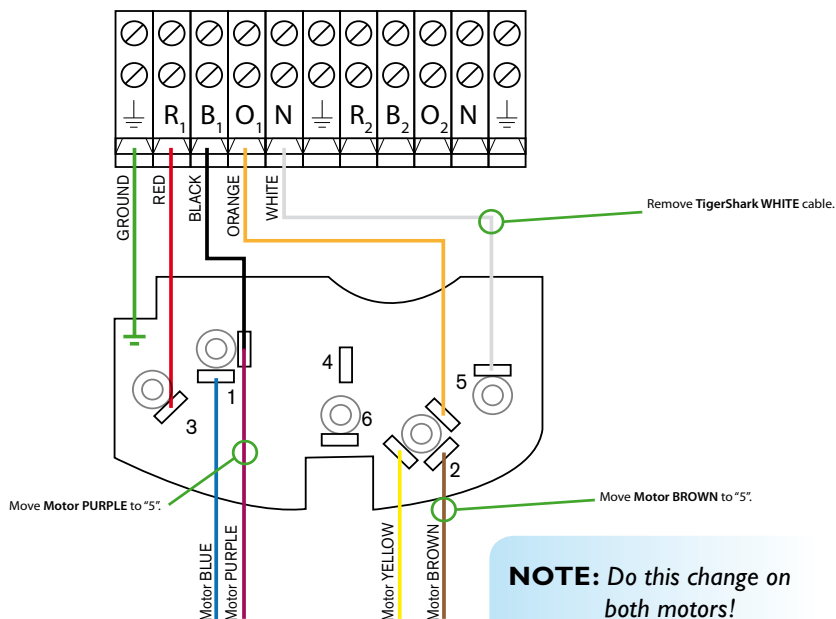 R1 B1 O1 N R2 B2 O2 N
GROUND
RED
BLACK
ORANGE
WHITE
Remove TigerShark WHITE cable.
4
5
1
6
3
2
Move Motor PURPLE to “5”.
Move Motor BROWN to “5”.
Motor BLUE
Motor PURPLE
Motor YELLOW
Motor BROWN
NOTE: Do this change on
both motors!